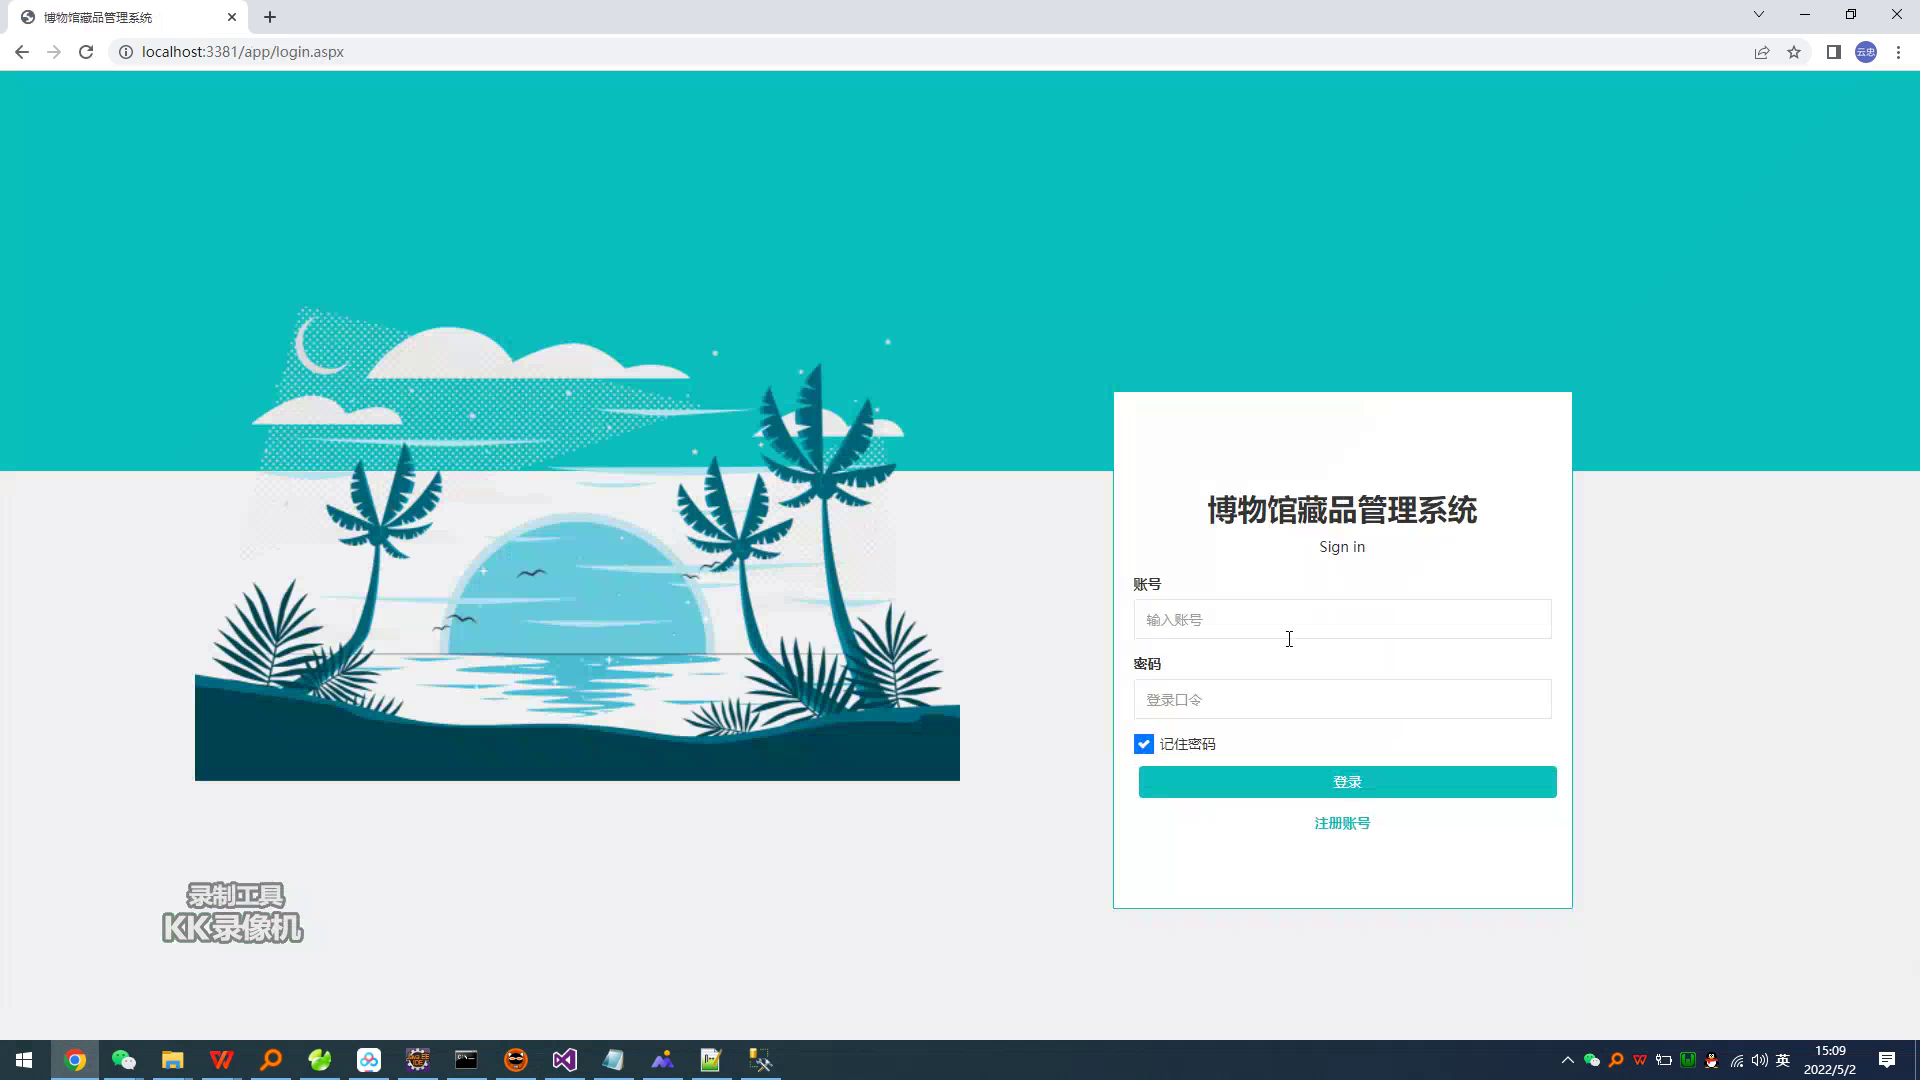 博物馆藏品管理系统
localhost:3381/app/login.aspx
云忠
博物馆藏品管理系统
Sign in
账号
输入账号
密码
登录口令
记住密码
登录
注册账号
录制工具
KK录像机
英
15:09
2022/5/2